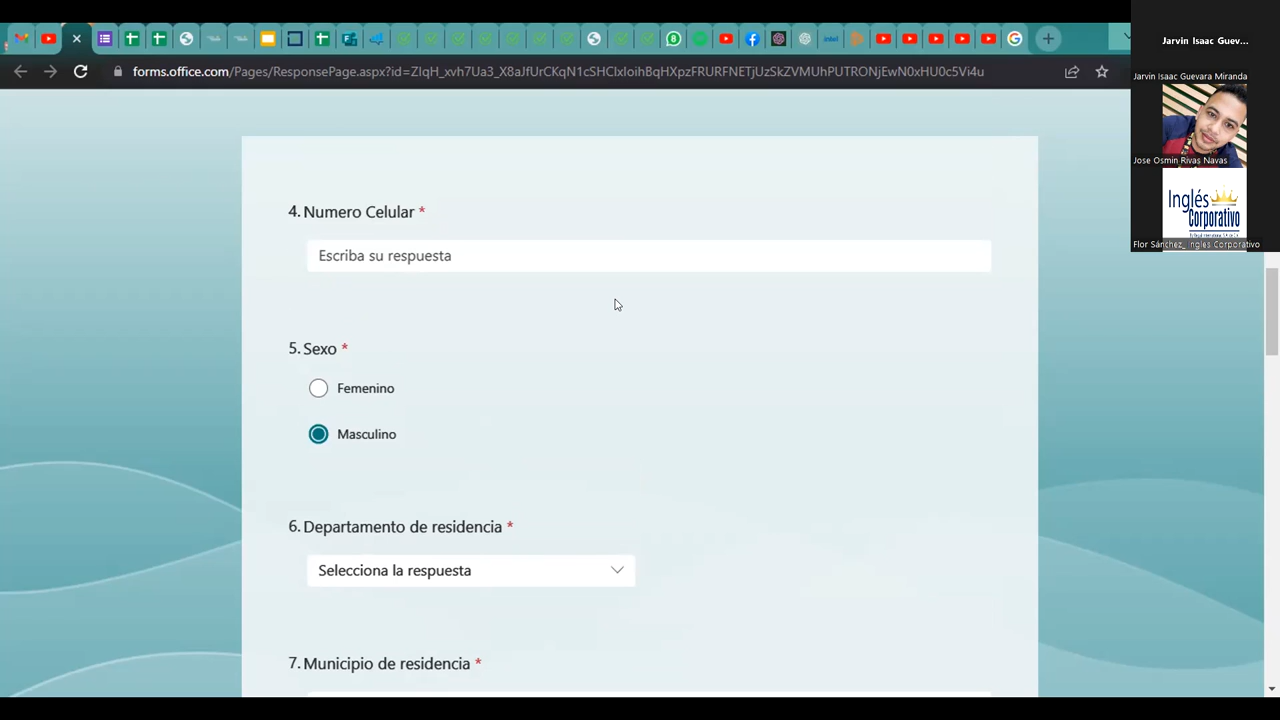 Jarvin Isaac Guev...
forms.office.com/Pages/ResponsePage.aspx?id=ZIqH_xvh7Ua3_X8aJfUrCKqN1cSHClxIoihBqHXpzFRURFNETjUzSkZVMUhPUTRONjEwN0xHU0c5Vi4u
Jarvin Isaac Guevara Miranda
Jose Osmin Rivas Navas
Inglés
Corporativo
Flor Sánchez_ Inglés Corporativo
4. Numero Celular *
Escriba su respuesta
5. Sexo *
Femenino
Masculino
6. Departamento de residencia *
Selecciona la respuesta
7. Municipio de residencia *